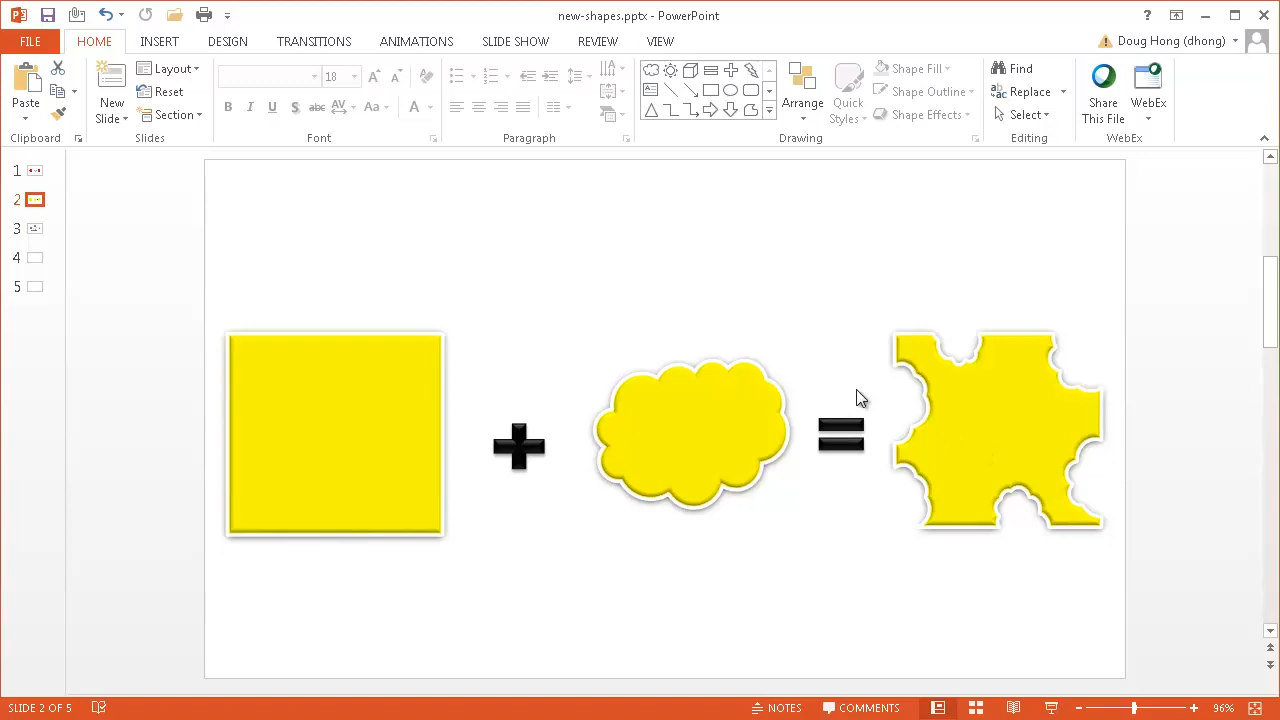 new-shapes.pptx - PowerPoint
FILE HOME INSERT DESIGN TRANSITIONS ANIMATIONS SLIDE SHOW REVIEW VIEW Doug Hong (dhong)
Paste
Clipboard
New
Slide
Layout
Reset
Section
Slides
18
B I U S abc AV Aa A
Font
Paragraph
Arrange
Quick
Styles
Shape Fill
Shape Outline
Shape Effects
Drawing
Find
Replace
Select
Editing
Share
This File
WebEx
WebEx
1
2
3
4
5
SLIDE 2 OF 5 NOTES COMMENTS 96%